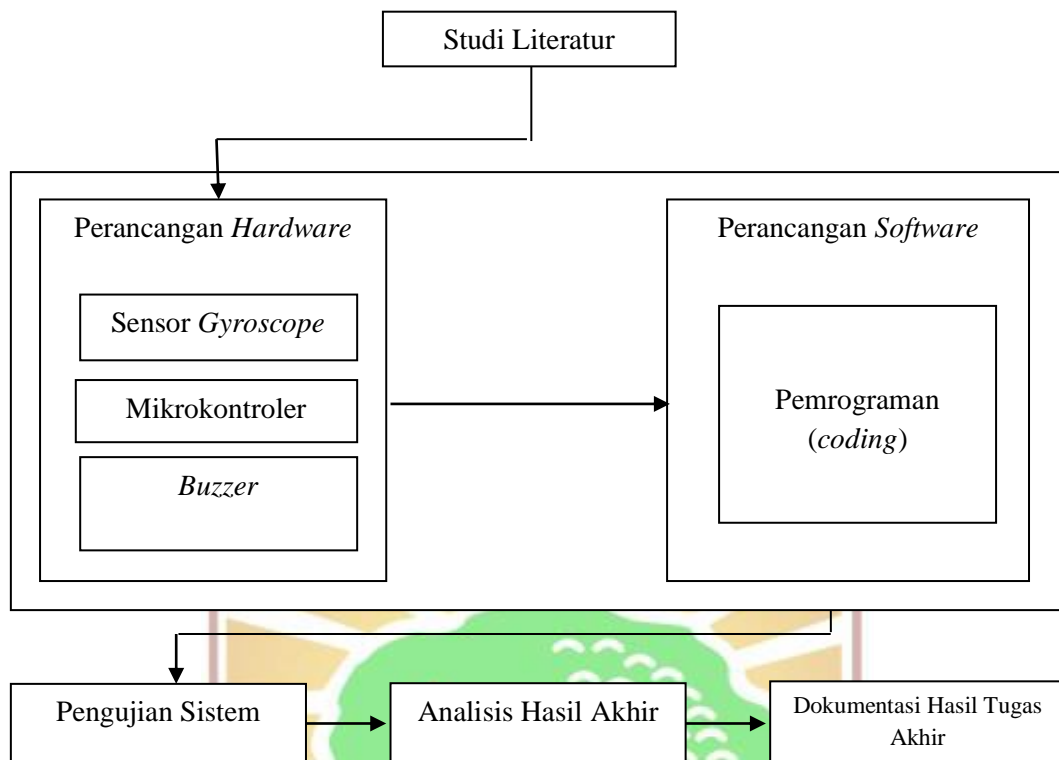 Studi Literatur
Perancangan Hardware
Sensor Gyroscope
Mikrokontroler
Buzzer
Perancangan Software
Pemrograman
(coding)
Pengujian Sistem
Analisis Hasil Akhir
Dokumentasi Hasil Tugas
Akhir